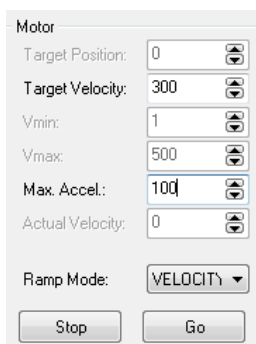 Motor
Target Position: 0
Target Velocity: 300
Vmin: 1
Vmax: 500
Max. Accel.: 100
Actual Velocity: 0
Ramp Mode: VELOCITY
Stop Go